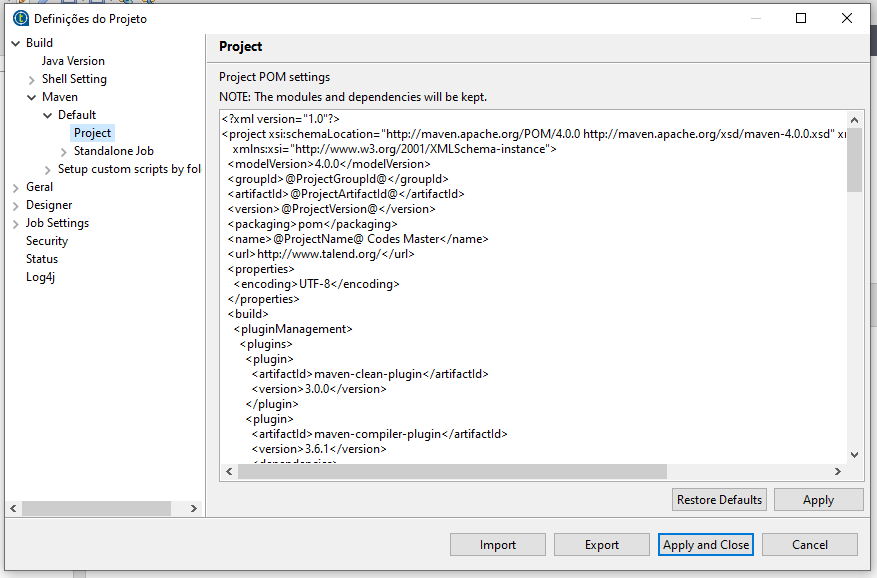 Definições do Projeto
Build
Java Version
Shell Setting
Maven
Default
Project
Standalone Job
Setup custom scripts by fol
Geral
Designer
Job Settings
Security
Status
Log4j
Project
Project POM settings
NOTE: The modules and dependencies will be kept.
<?xml version="1.0"?>
<project xsi:schemaLocation="http://maven.apache.org/POM/4.0.0 http://maven.apache.org/xsd/maven-4.0.0.xsd"
xmlns:xsi="http://www.w3.org/2001/XMLSchema-instance">
<modelVersion>4.0.0</modelVersion>
<groupId>@ProjectGroupId@</groupId>
<artifactId>@ProjectArtifactId@</artifactId>
<version>@ProjectVersion@</version>
<packaging>pom</packaging>
<name>@ProjectName@ Codes Master</name>
<url>http://www.talend.org/</url>
<properties>
<encoding>UTF-8</encoding>
</properties>
<build>
<pluginManagement>
<plugins>
<plugin>
<artifactId>maven-clean-plugin</artifactId>
<version>3.0.0</version>
</plugin>
<plugin>
<artifactId>maven-compiler-plugin</artifactId>
<version>3.6.1</version>
Restore Defaults
Apply
Import
Export
Apply and Close
Cancel